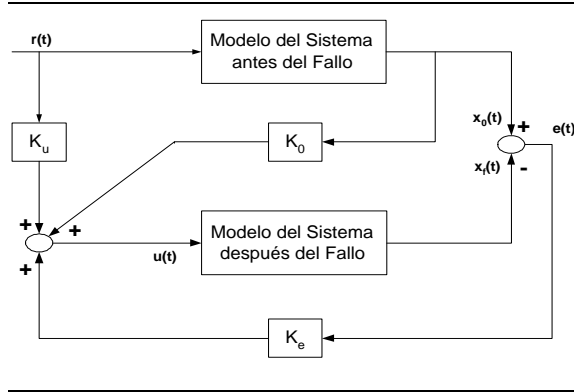 r(t)
Modelo del Sistema
antes del Fallo
x₀(t)
+
e(t)
K₀
Kᵤ
x_f(t)
-
+
+
+
u(t)
Modelo del Sistema
después del Fallo
Kₑ